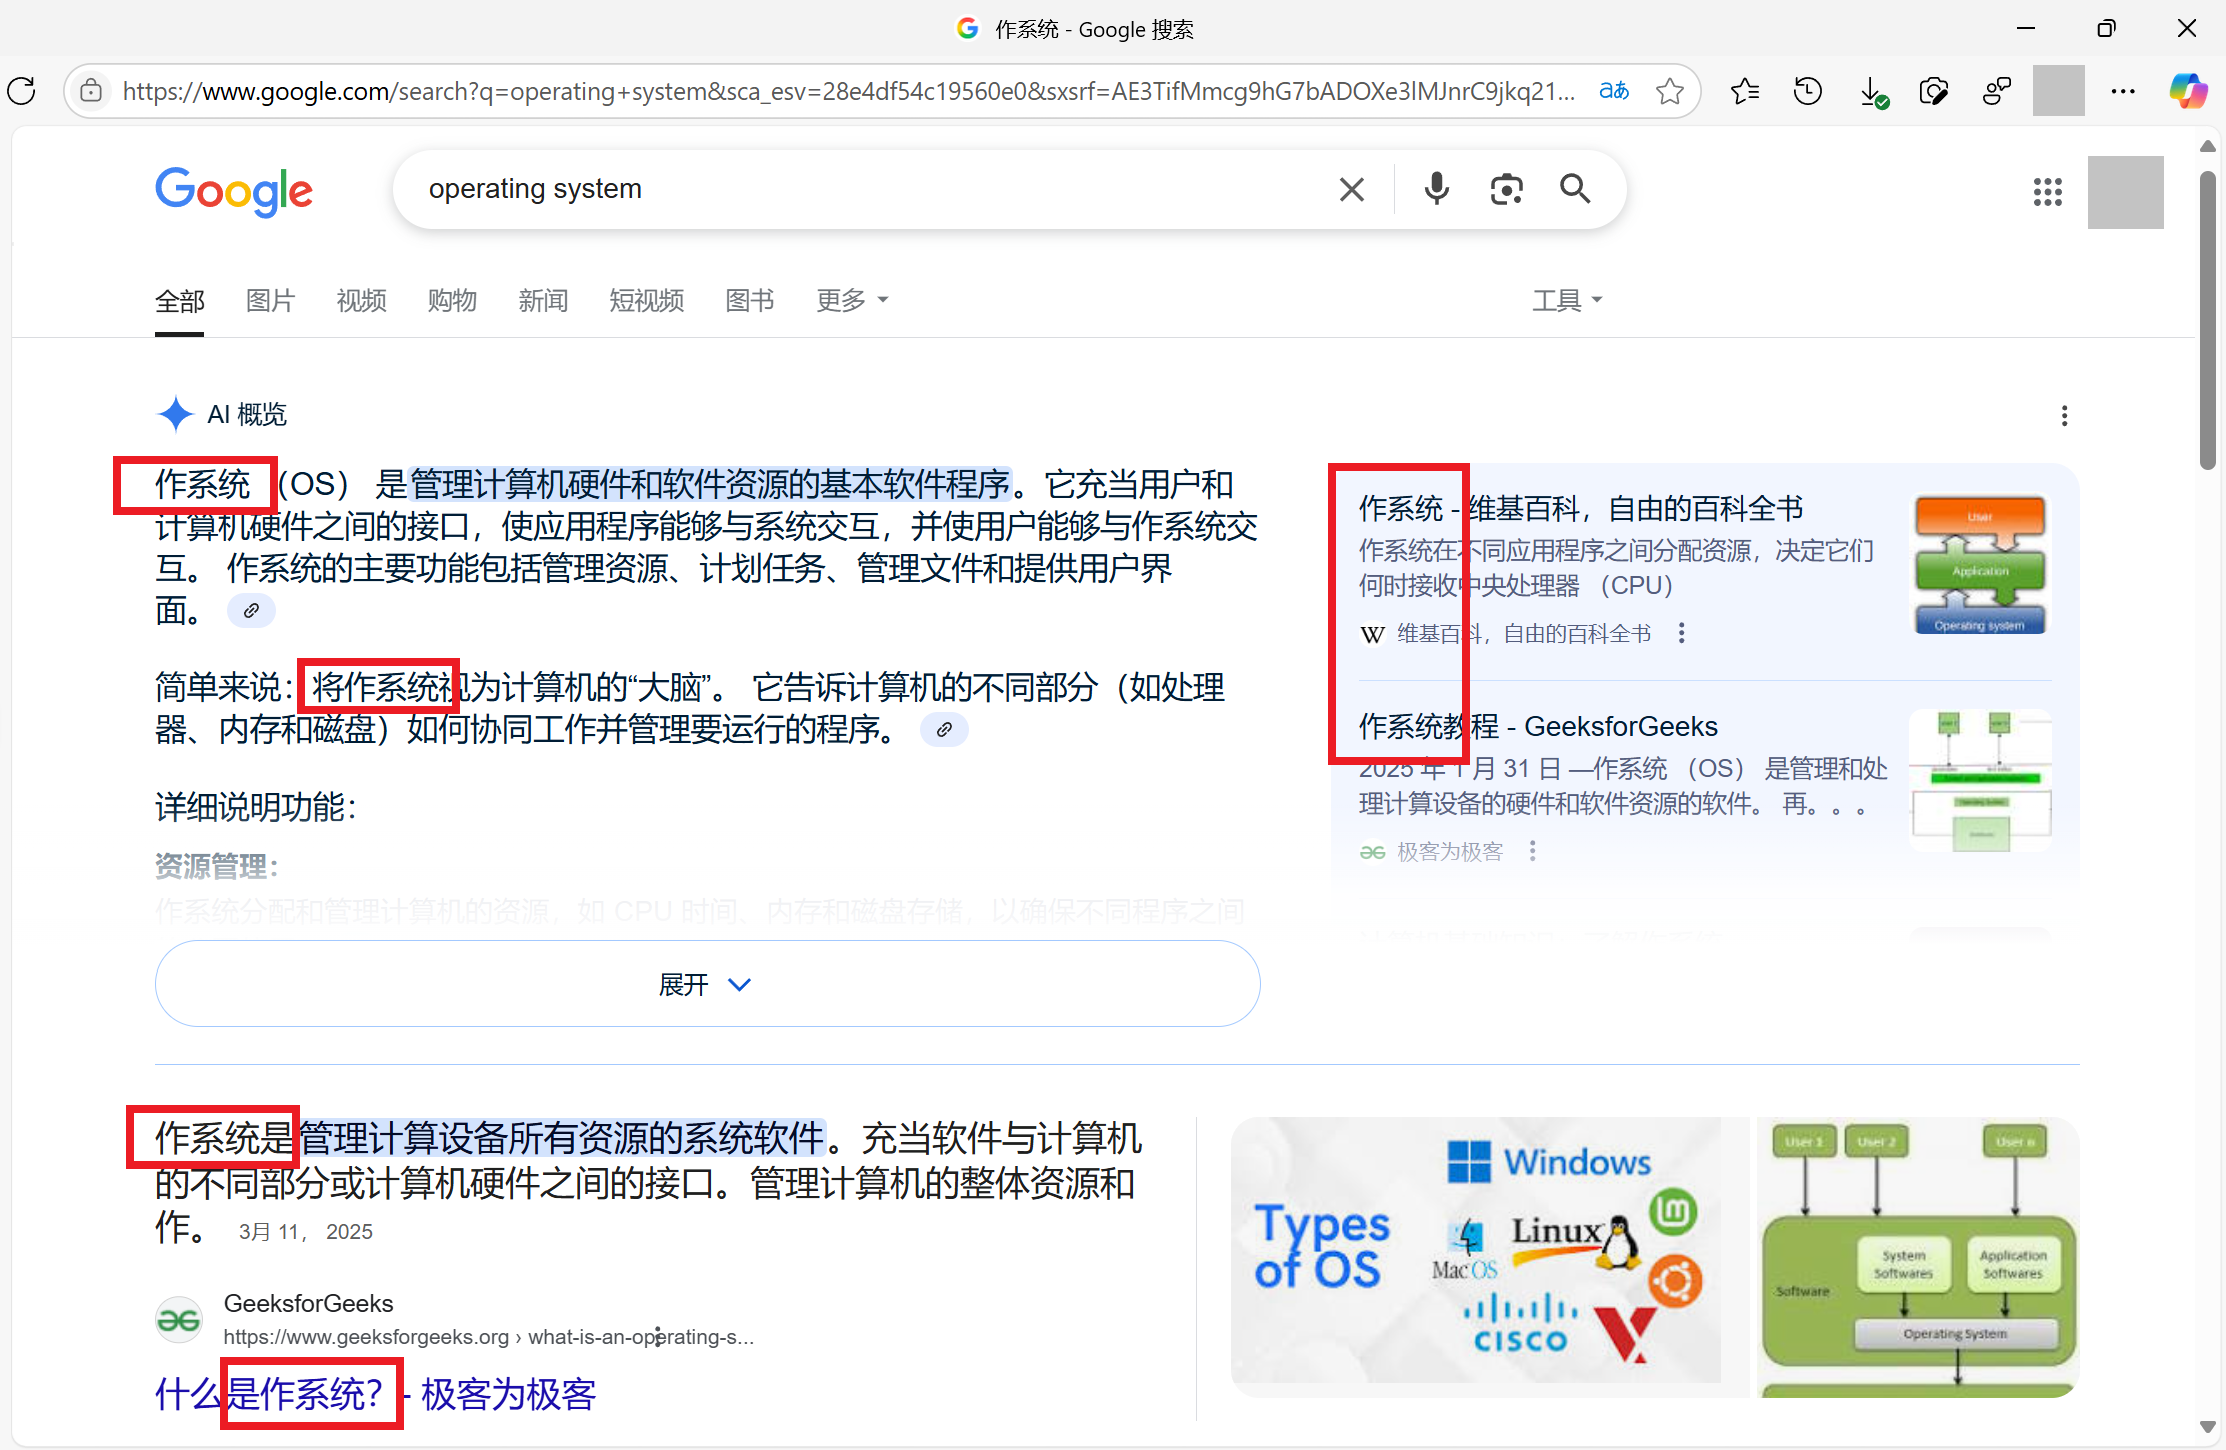 作系统 - Google 搜索
https://www.google.com/search?q=operating+system&sca_esv=28e4df54c19560e0&sxsrf=AE3TifMmcg9hG7bADOXe3lMJnrC9jkq21...
aあ
Google
operating system
全部 图片 视频 购物 新闻 短视频 图书 更多 工具
AI 概览
作系统 （OS） 是管理计算机硬件和软件资源的基本软件程序。它充当用户和
计算机硬件之间的接口，使应用程序能够与系统交互，并使用户能够与作系统交
互。 作系统的主要功能包括管理资源、计划任务、管理文件和提供用户界
面。
简单来说：将作系统视为计算机的“大脑”。 它告诉计算机的不同部分（如处理
器、内存和磁盘）如何协同工作并管理要运行的程序。
详细说明功能：
资源管理：
作系统分配和管理计算机的资源，如 CPU 时间、内存和磁盘存储，以确保不同程序之间
展开
作系统 - 维基百科，自由的百科全书
作系统在不同应用程序之间分配资源，决定它们
何时接收中央处理器 （CPU）
W 维基百科，自由的百科全书
User
Application
Operating system
作系统教程 - GeeksforGeeks
2025 年 1 月 31 日 —作系统 （OS） 是管理和处
理计算设备的硬件和软件资源的软件。 再。。。
极客为极客
作系统是管理计算设备所有资源的系统软件。充当软件与计算机
的不同部分或计算机硬件之间的接口。管理计算机的整体资源和
作。 3月 11， 2025
GeeksforGeeks
https://www.geeksforgeeks.org › what-is-an-operating-s...
什么是作系统？ - 极客为极客
Types
of OS
Windows
Mac OS
Linux
CISCO
User 1 User 2 User n
System
Softwares
Application
Softwares
Software
Operating System